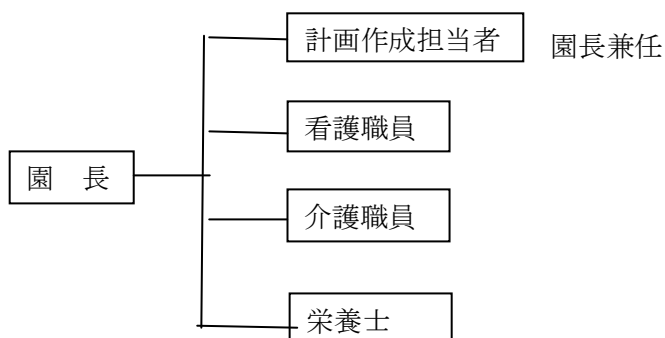 計画作成担当者
園長兼任
看護職員
園　長
介護職員
栄養士